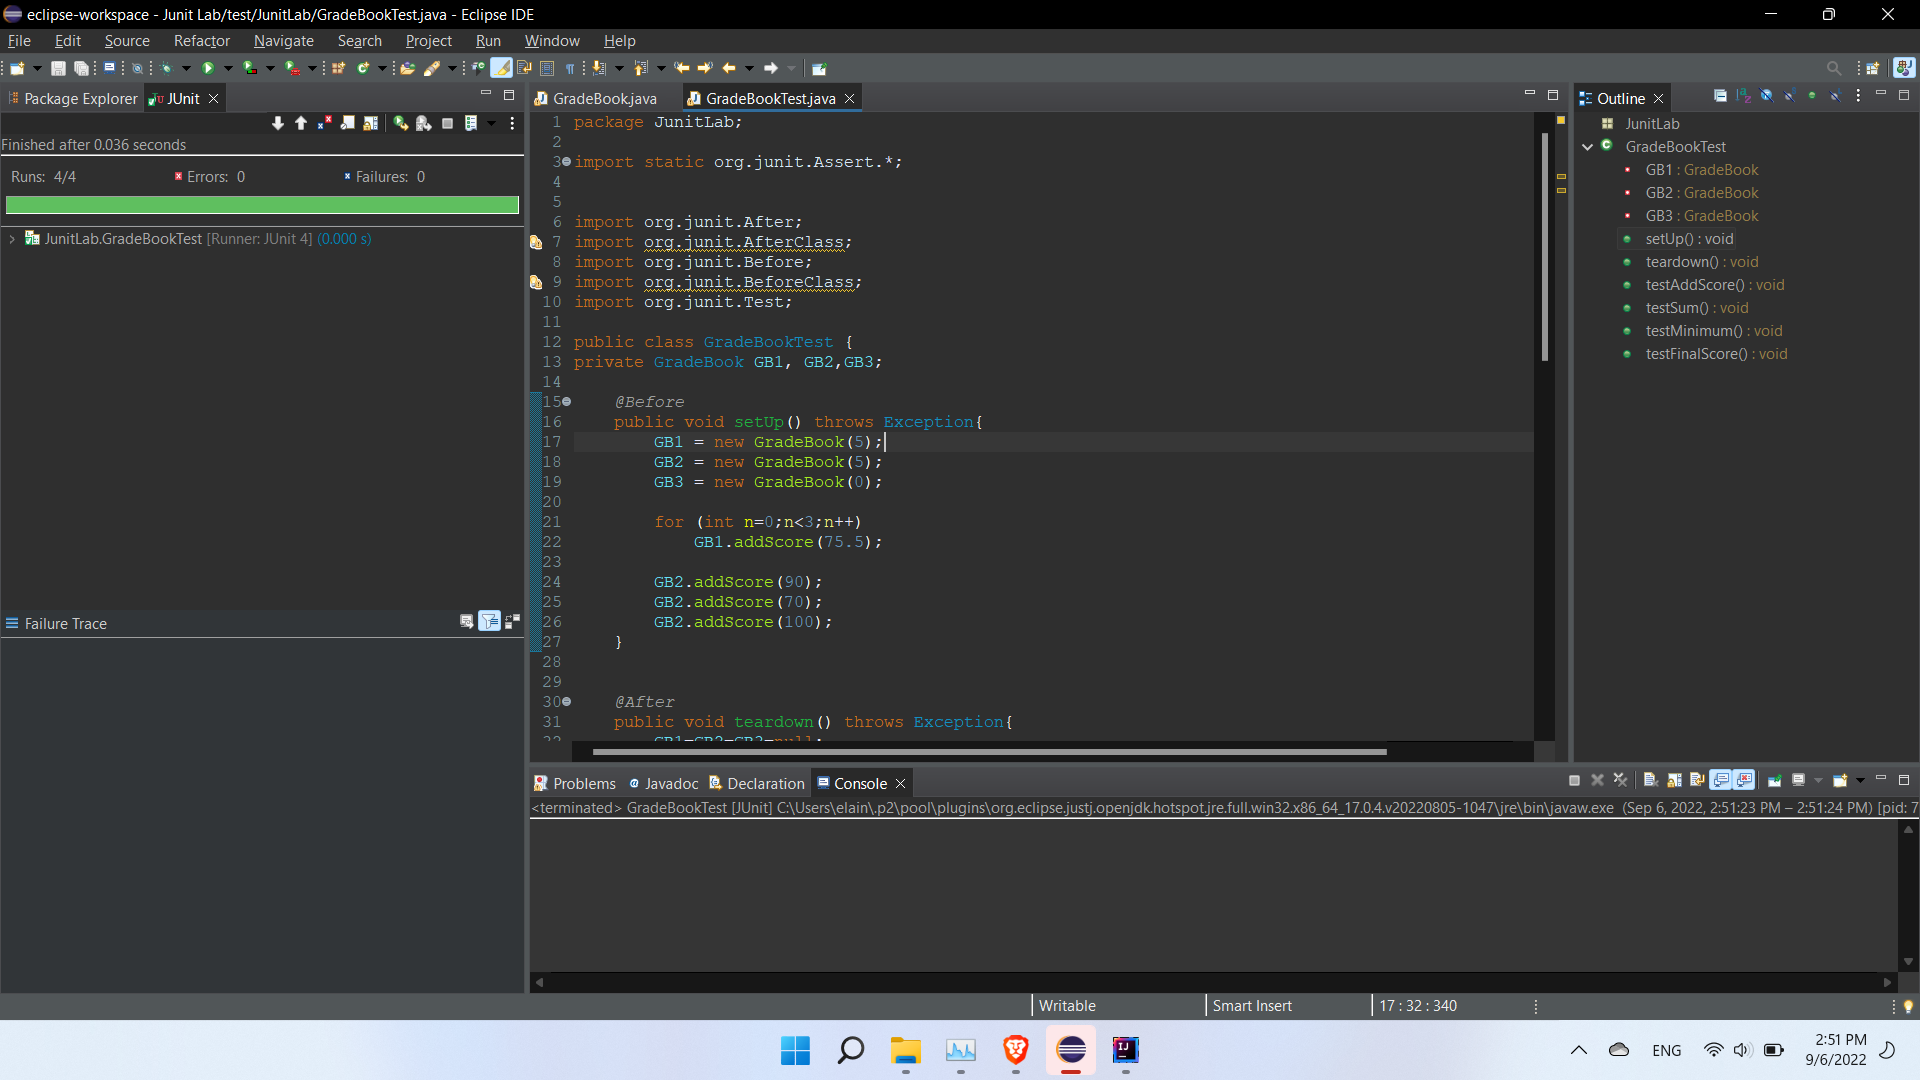 eclipse-workspace - Junit Lab/test/JunitLab/GradeBookTest.java - Eclipse IDE
File Edit Source Refactor Navigate Search Project Run Window Help
Package Explorer JUnit
Finished after 0.036 seconds
Runs: 4/4 Errors: 0 Failures: 0
JunitLab.GradeBookTest [Runner: JUnit 4] (0.000 s)
Failure Trace
GradeBook.java GradeBookTest.java
1 package JunitLab;
2
3 import static org.junit.Assert.*;
4
5
6 import org.junit.After;
7 import org.junit.AfterClass;
8 import org.junit.Before;
9 import org.junit.BeforeClass;
10 import org.junit.Test;
11
12 public class GradeBookTest {
13 private GradeBook GB1, GB2,GB3;
14
15 @Before
16 public void setUp() throws Exception{
17 GB1 = new GradeBook(5);
18 GB2 = new GradeBook(5);
19 GB3 = new GradeBook(0);
20
21 for (int n=0;n<3;n++)
22 GB1.addScore(75.5);
23
24 GB2.addScore(90);
25 GB2.addScore(70);
26 GB2.addScore(100);
27 }
28
29
30 @After
31 public void teardown() throws Exception{
32 GB1=GB2=GB3=null;
Outline
JunitLab
GradeBookTest
GB1 : GradeBook
GB2 : GradeBook
GB3 : GradeBook
setUp() : void
teardown() : void
testAddScore() : void
testSum() : void
testMinimum() : void
testFinalScore() : void
Problems Javadoc Declaration Console
<terminated> GradeBookTest [JUnit] C:\Users\elain\.p2\pool\plugins\org.eclipse.justj.openjdk.hotspot.jre.full.win32.x86_64_17.0.4.v20220805-1047\jre\bin\javaw.exe (Sep 6, 2022, 2:51:23 PM – 2:51:24 PM) [pid: 7
Writable Smart Insert 17 : 32 : 340
ENG
2:51 PM
9/6/2022